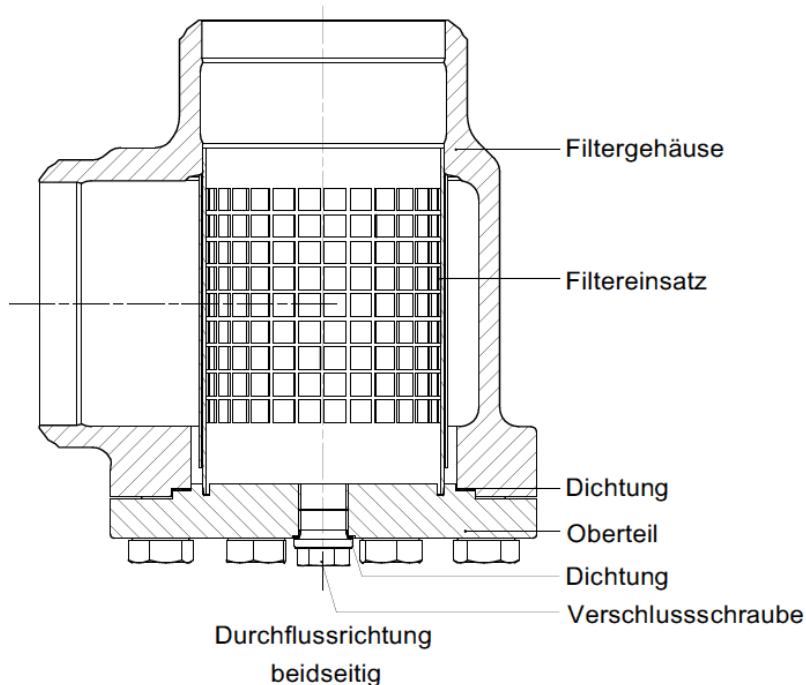 Filtergehäuse
Filtereinsatz
Dichtung
Oberteil
Dichtung
Verschlussschraube
Durchflussrichtung
beidseitig